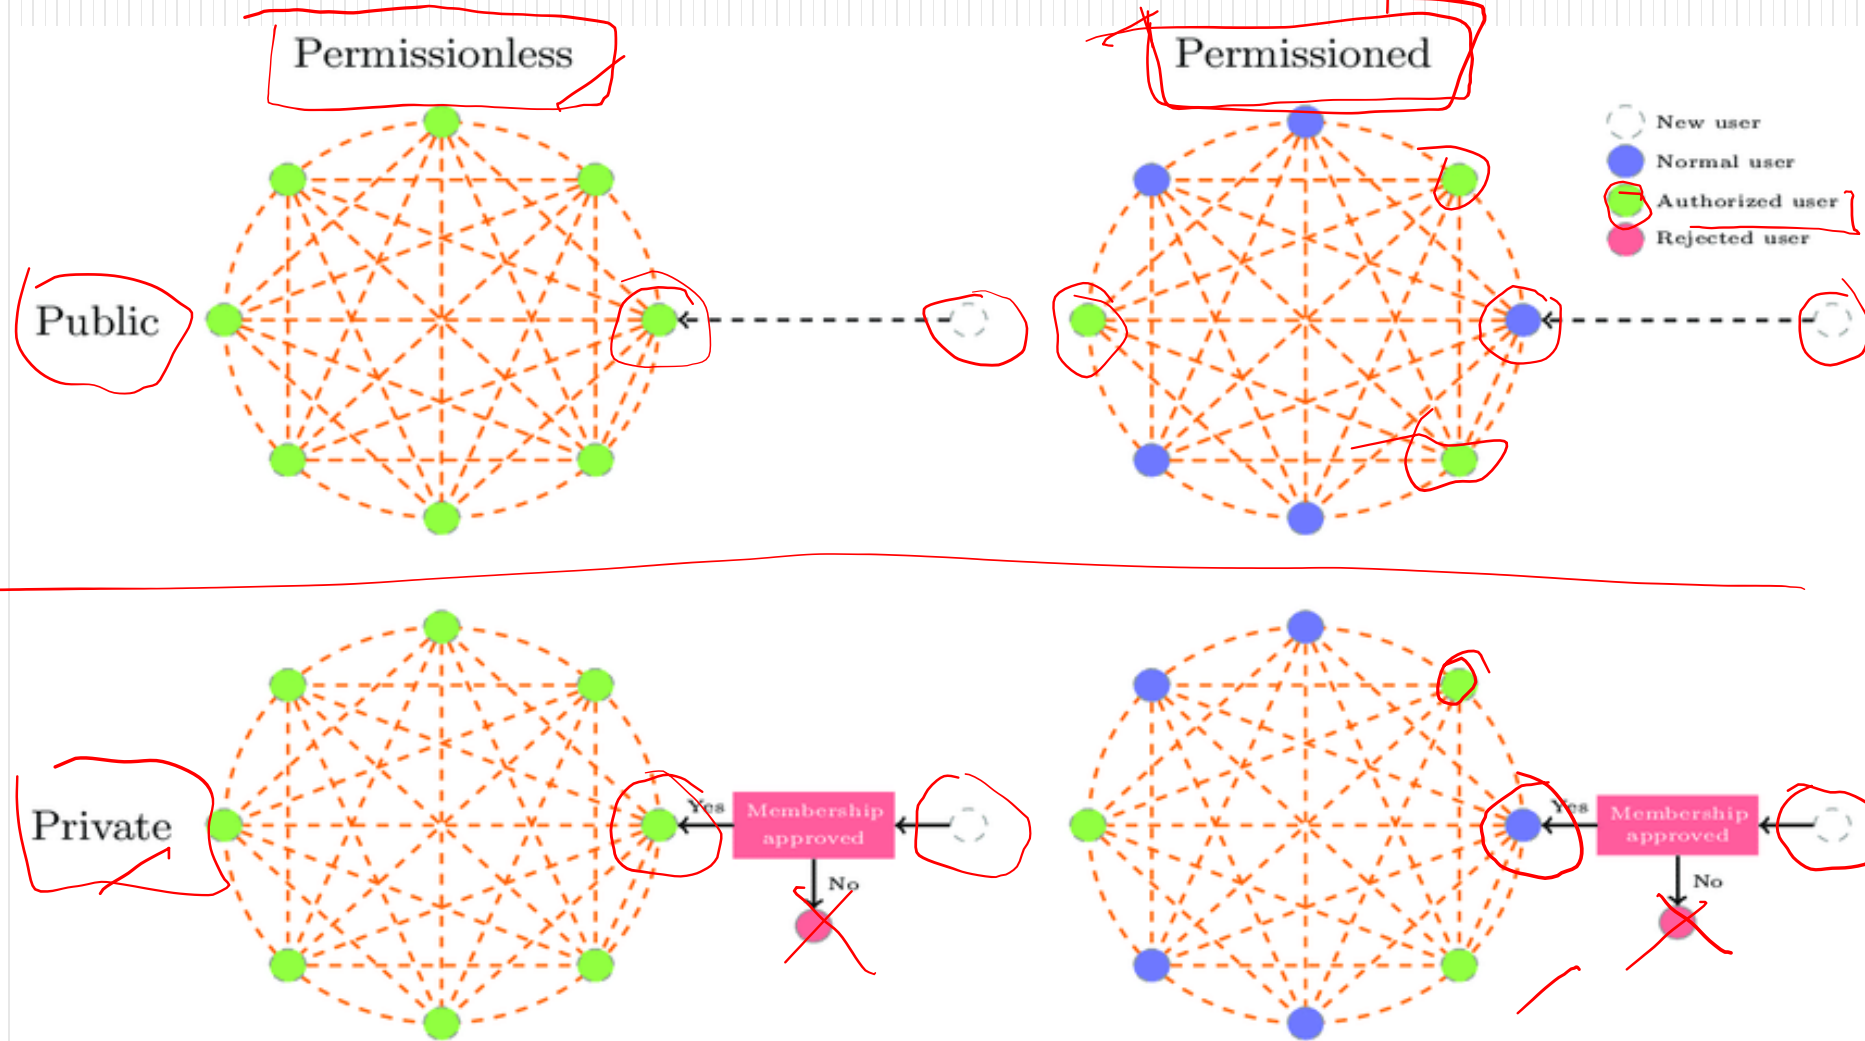 Permissionless
Permissioned
New user
Normal user
Authorized user
Rejected user
Public
Private
Yes
Membership
approved
No
Yes
Membership
approved
No